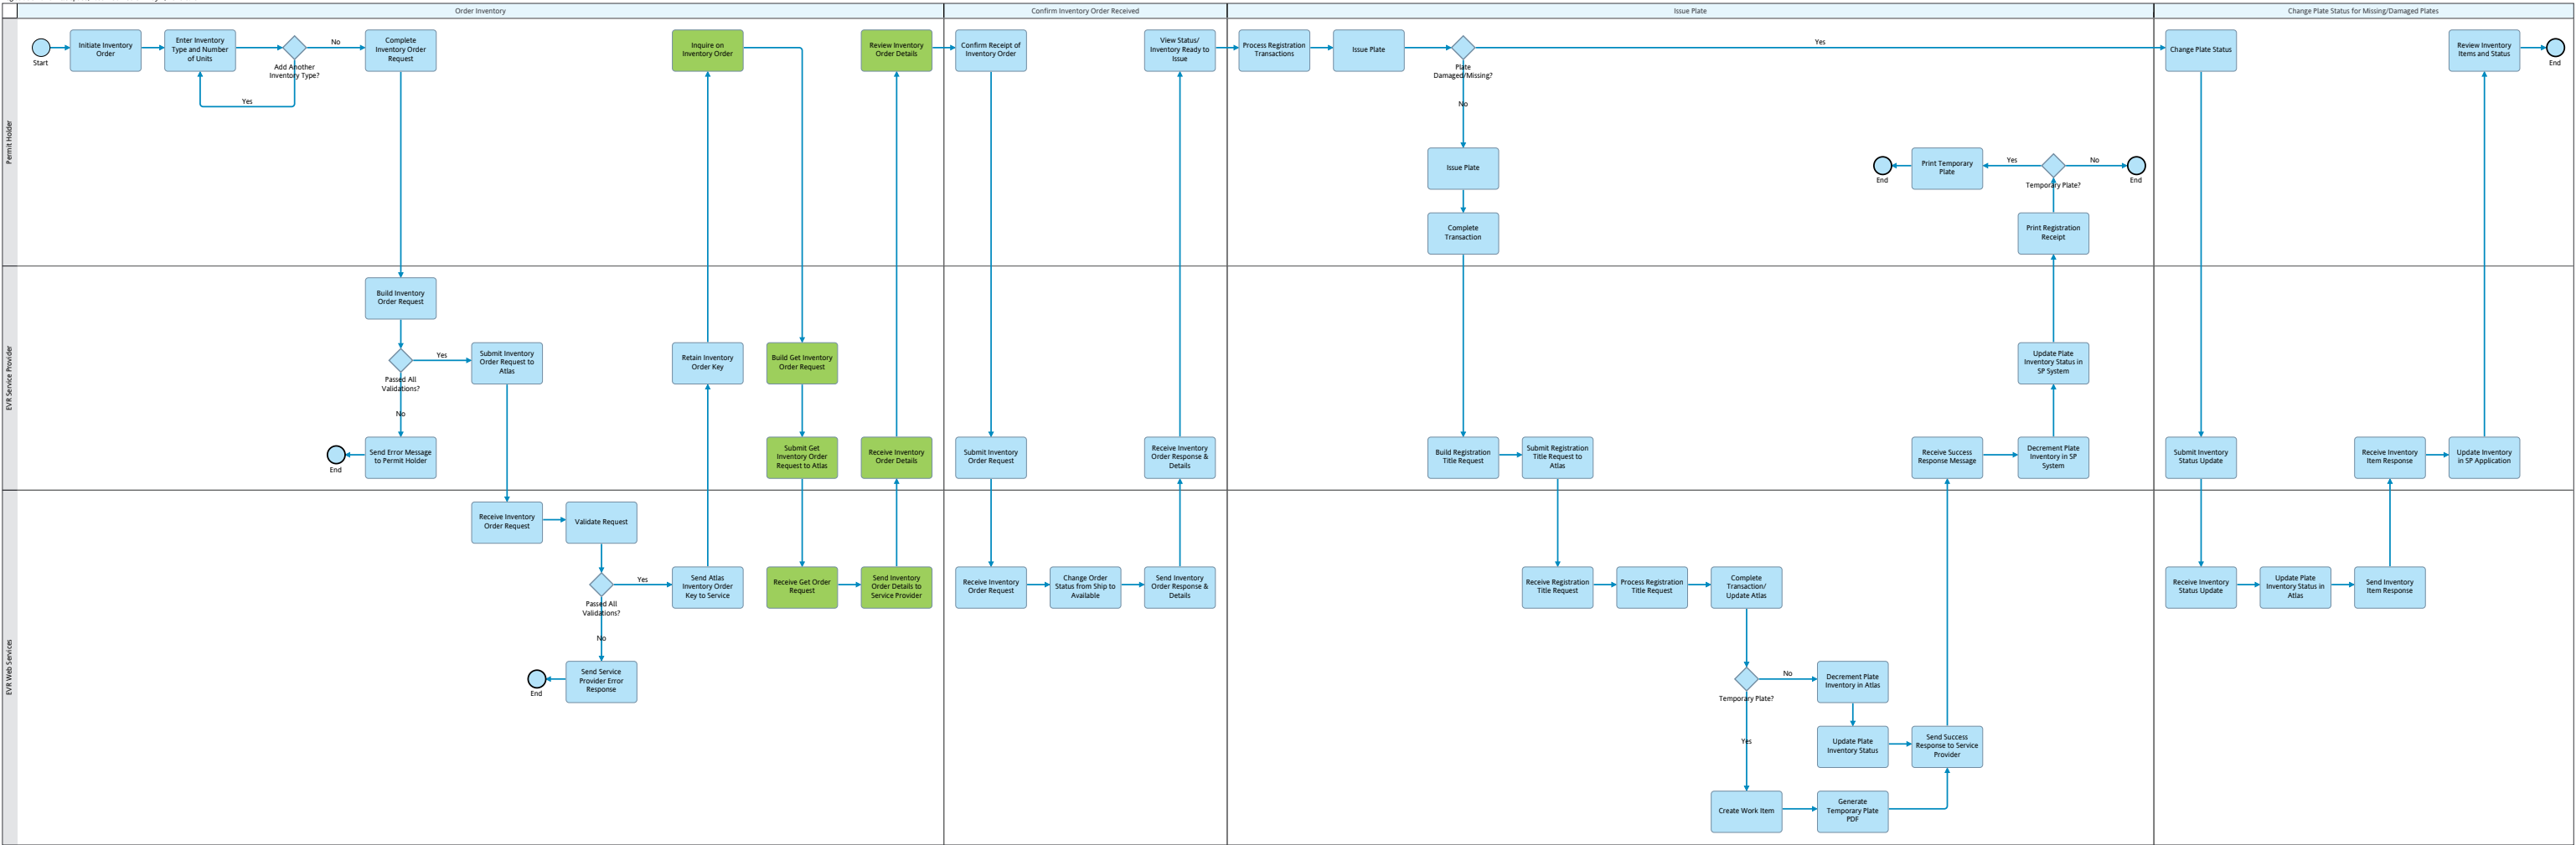 Order Inventory
Confirm Inventory Order Received
Issue Plate
Change Plate Status for Missing/Damaged Plates
Permit Holder
Start
Initiate Inventory
Order
Enter Inventory
Type and Number
of Units
Add Another
Inventory Type?
No
Yes
Complete
Inventory Order
Request
Inquire on
Inventory Order
Review Inventory
Order Details
Confirm Receipt of
Inventory Order
View Status/
Inventory Ready to
Issue
Process Registration
Transactions
Issue Plate
Plate
Damaged/Missing?
Yes
No
Change Plate Status
Review Inventory
Items and Status
End
Issue Plate
Complete
Transaction
End
Print Temporary
Plate
Yes
Temporary Plate?
No
End
Print Registration
Receipt
EVR Service Provider
Build Inventory
Order Request
Passed All
Validations?
Yes
No
Submit Inventory
Order Request to
Atlas
Send Error Message
to Permit Holder
End
Retain Inventory
Order Key
Build Get Inventory
Order Request
Submit Get
Inventory Order
Request to Atlas
Receive Inventory
Order Details
Submit Inventory
Order Request
Receive Inventory
Order Response &
Details
Build Registration
Title Request
Submit Registration
Title Request to
Atlas
Receive Success
Response Message
Decrement Plate
Inventory in SP
System
Update Plate
Inventory Status in
SP System
Submit Inventory
Status Update
Receive Inventory
Item Response
Update Inventory
in SP Application
EVR Web Services
Receive Inventory
Order Request
Validate Request
Passed All
Validations?
Yes
No
Send Service
Provider Error
Response
End
Send Atlas
Inventory Order
Key to Service
Receive Get Order
Request
Send Inventory
Order Details to
Service Provider
Receive Inventory
Order Request
Change Order
Status from Ship to
Available
Send Inventory
Order Response &
Details
Receive Registration
Title Request
Process Registration
Title Request
Complete
Transaction/
Update Atlas
Temporary Plate?
No
Yes
Decrement Plate
Inventory in Atlas
Update Plate
Inventory Status
Send Success
Response to Service
Provider
Create Work Item
Generate
Temporary Plate
PDF
Receive Inventory
Status Update
Update Plate
Inventory Status in
Atlas
Send Inventory
Item Response